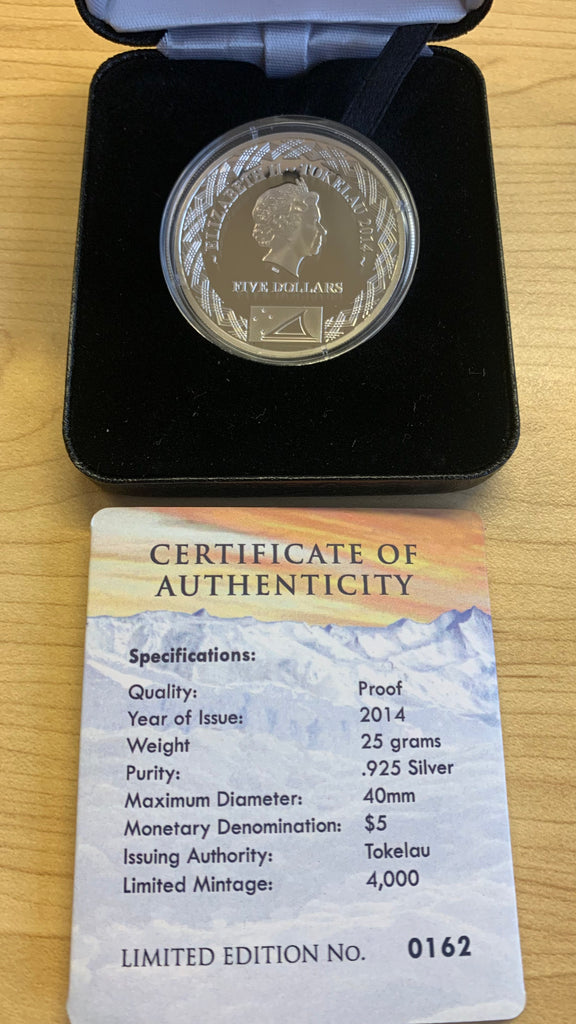 ELIZABETH II - TOKELAU 2014
FIVE DOLLARS
CERTIFICATE OF
AUTHENTICITY
Specifications:
Quality: Proof
Year of Issue: 2014
Weight 25 grams
Purity: .925 Silver
Maximum Diameter: 40mm
Monetary Denomination: $5
Issuing Authority: Tokelau
Limited Mintage: 4,000
LIMITED EDITION NO. 0162